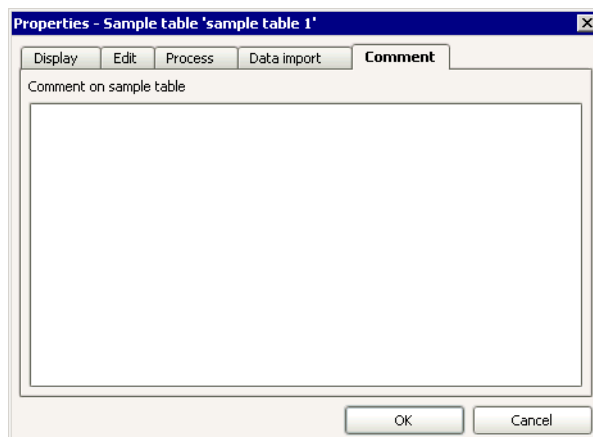 Properties - Sample table 'sample table 1'
Display Edit Process Data import Comment
Comment on sample table
OK Cancel